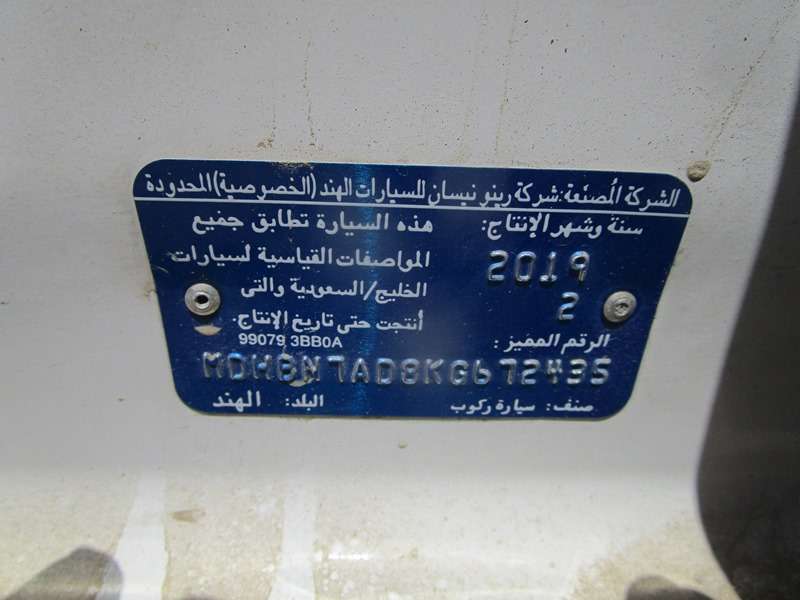 الشركة المصنعة: شركة رينو نيسان للسيارات الهند (الخصوصية) المحدودة
سنة وشهر الإنتاج:
2019
2
هذه السيارة تطابق جميع
المواصفات القياسية لسيارات
الخليج/السعودية والتى
أنتجت حتى تاريخ الإنتاج.
الرقم المميز:
99079 3BB0A
MDHBN7AD8KG672435
صنف: سيارة ركوب البلد: الهند